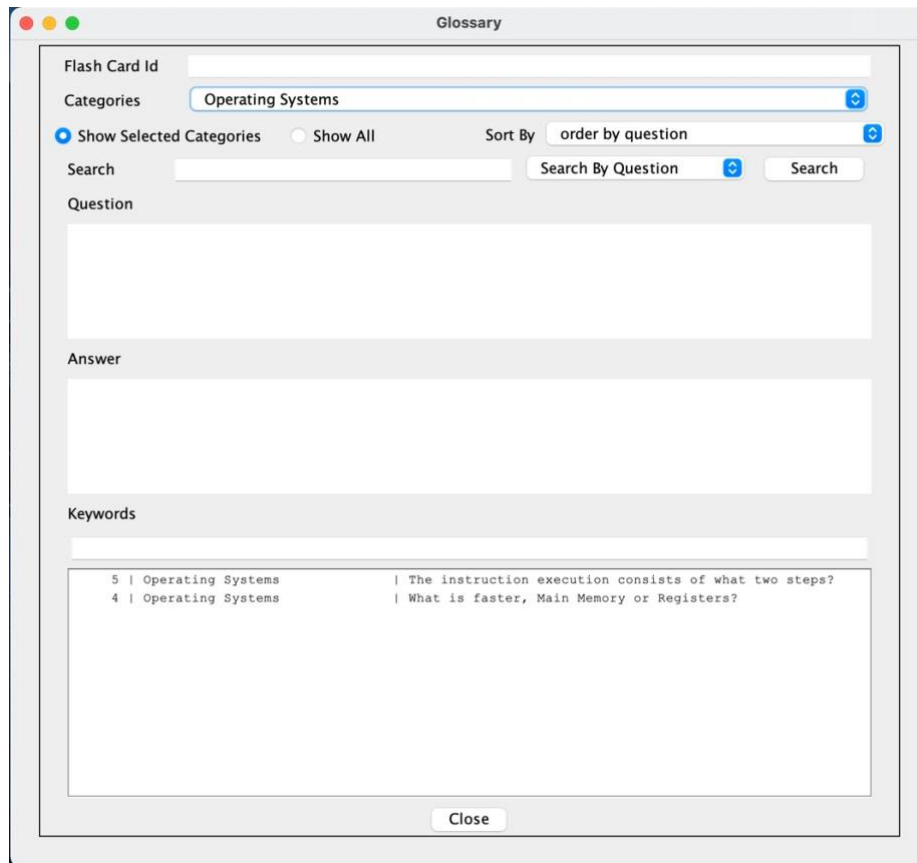 Glossary
Flash Card Id
Categories Operating Systems
Show Selected Categories Show All Sort By order by question
Search Search By Question Search
Question
Answer
Keywords
5 | Operating Systems | The instruction execution consists of what two steps?
4 | Operating Systems | What is faster, Main Memory or Registers?
Close